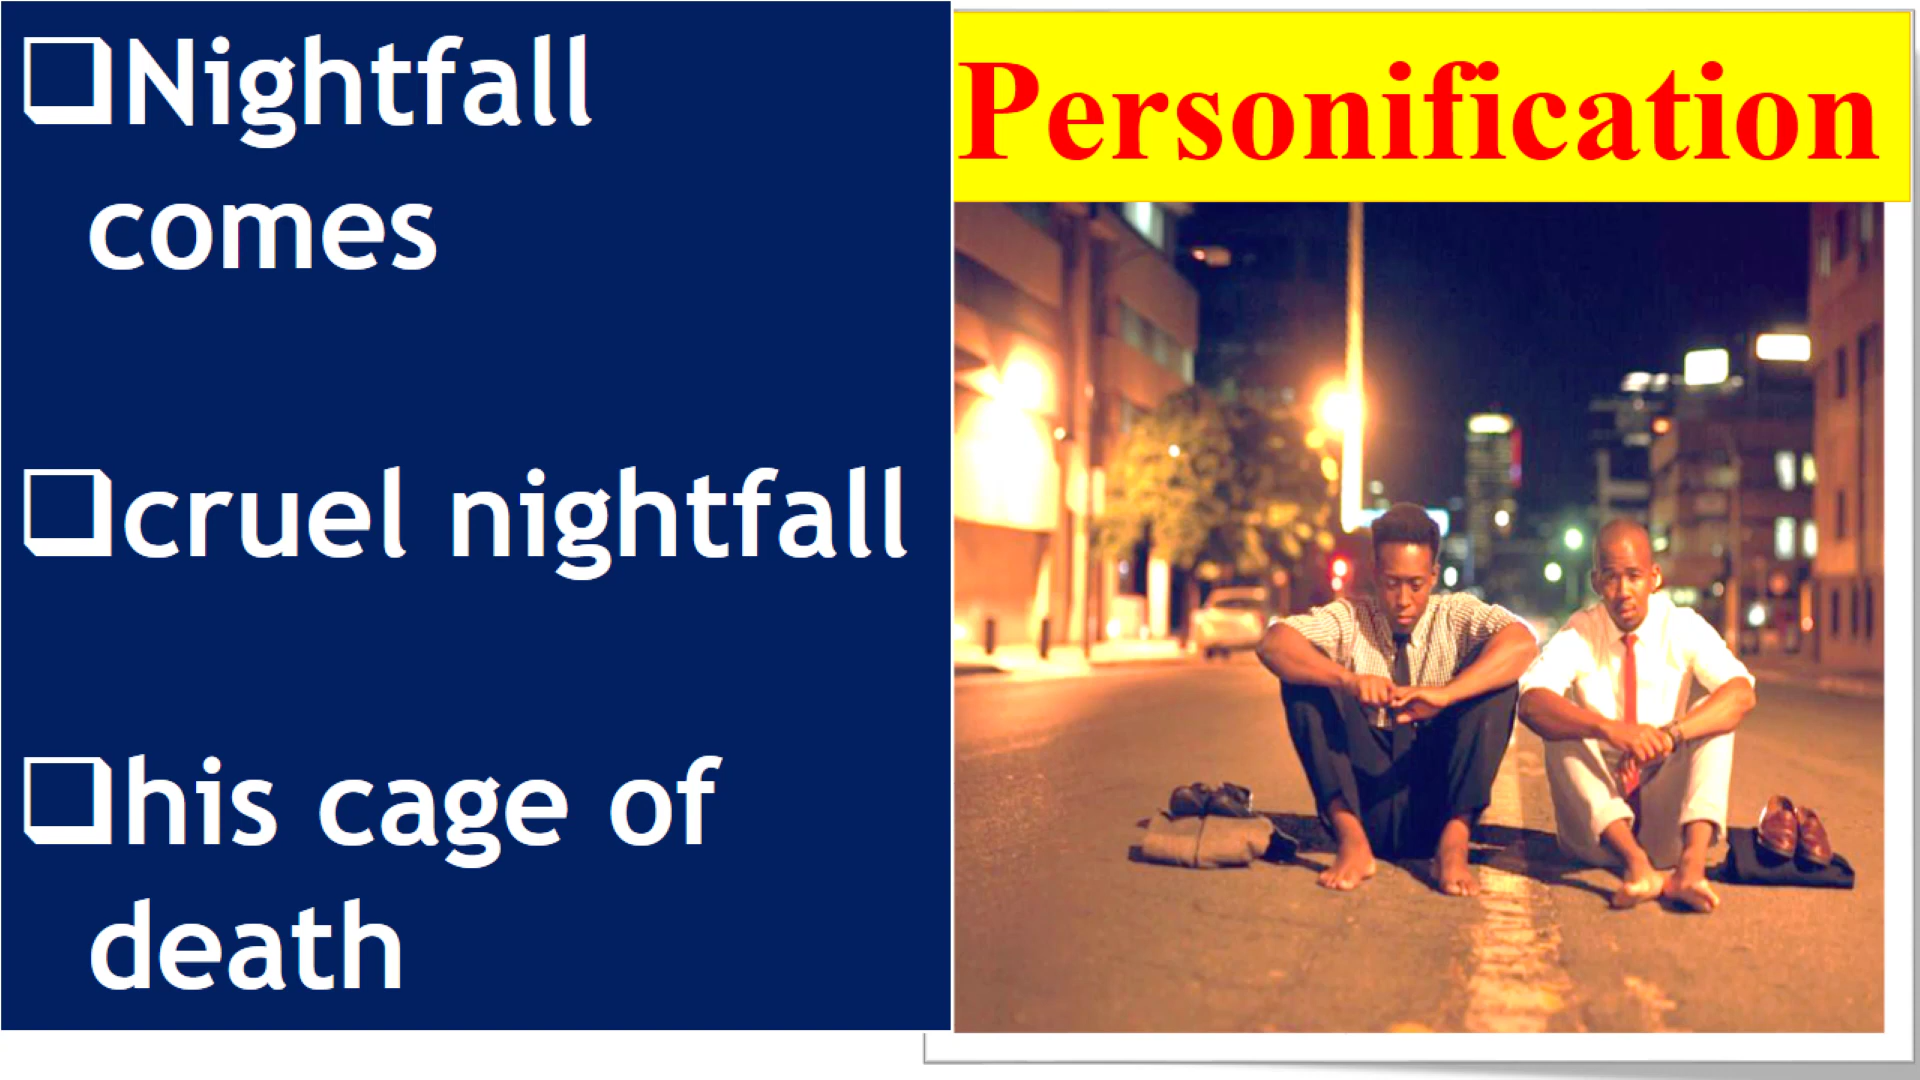 ❑Nightfall
comes
❑cruel nightfall
❑his cage of
death
Personification